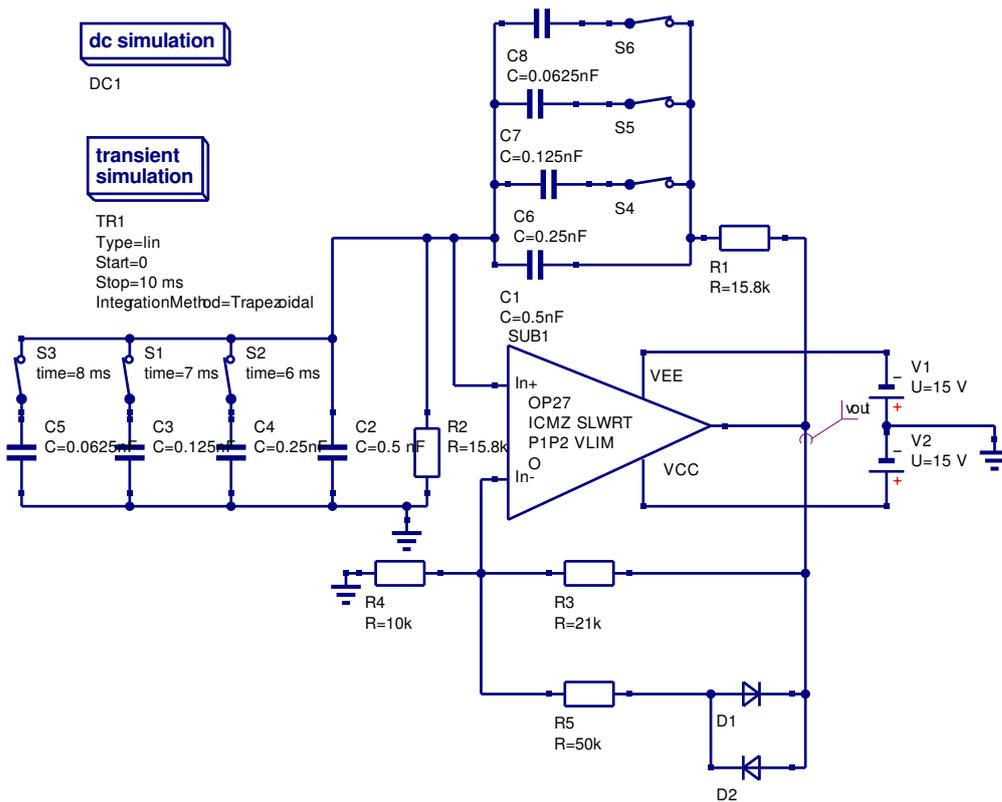 dc simulation
DC1
transient
simulation
TR1
Type=lin
Start=0
Stop=10 ms
IntegrationMethod=Trapezoidal
S6
C8
C=0.0625nF
S5
C7
C=0.125nF
S4
C6
C=0.25nF
R1
R=15.8k
C1
C=0.5nF
SUB1
S3
time=8 ms
S1
time=7 ms
S2
time=6 ms
C5
C=0.0625nF
C3
C=0.125nF
C4
C=0.25nF
C2
C=0.5 nF
R2
R=15.8k
In+
OP27
ICMZ SLWRT
P1P2 VLIM
O
In-
VEE
VCC
vout
−
V1
U=15 V
+
−
V2
U=15 V
+
R4
R=10k
R3
R=21k
R5
R=50k
D1
D2